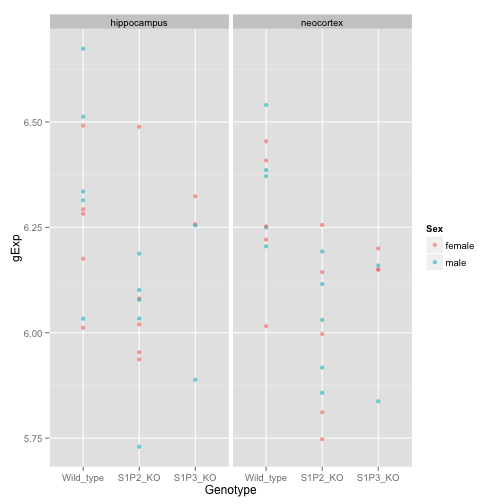 hippocampus neocortex
gExp
6.50
6.25
6.00
5.75
Sex
female
male
Wild_type S1P2_KO S1P3_KO Wild_type S1P2_KO S1P3_KO
Genotype